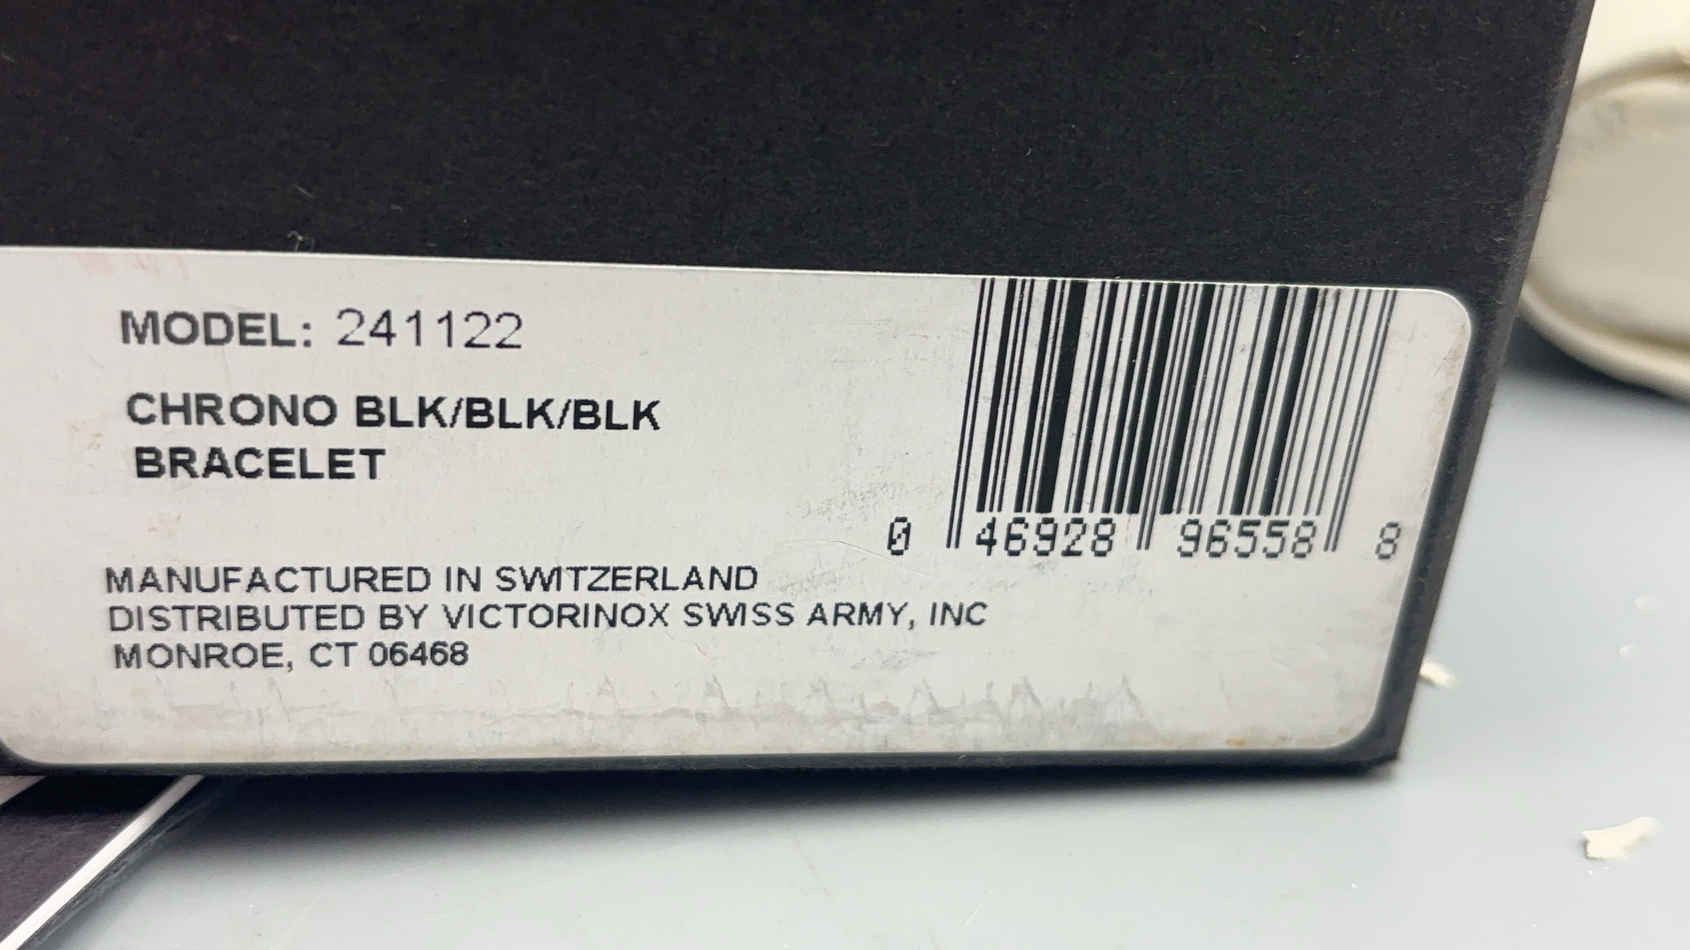 MODEL: 241122
CHRONO BLK/BLK/BLK
BRACELET
0 46928 96558 8
MANUFACTURED IN SWITZERLAND
DISTRIBUTED BY VICTORINOX SWISS ARMY, INC
MONROE, CT 06468